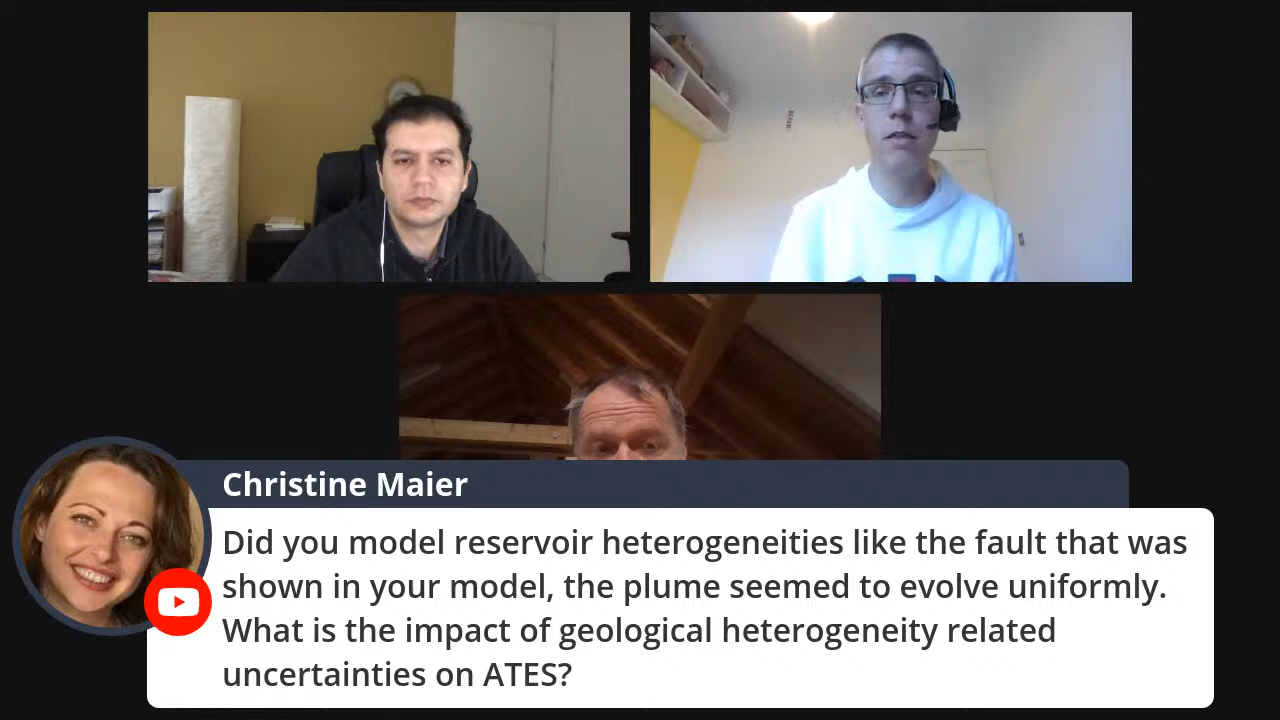 Christine Maier
Did you model reservoir heterogeneities like the fault that was
shown in your model, the plume seemed to evolve uniformly.
What is the impact of geological heterogeneity related
uncertainties on ATES?